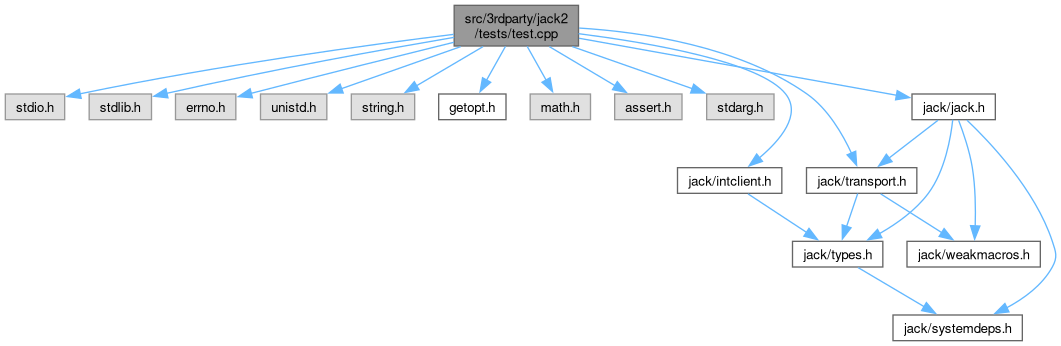 src/3rdparty/jack2
/tests/test.cpp
stdio.h
stdlib.h
errno.h
unistd.h
string.h
getopt.h
math.h
assert.h
stdarg.h
jack/jack.h
jack/intclient.h
jack/transport.h
jack/types.h
jack/weakmacros.h
jack/systemdeps.h